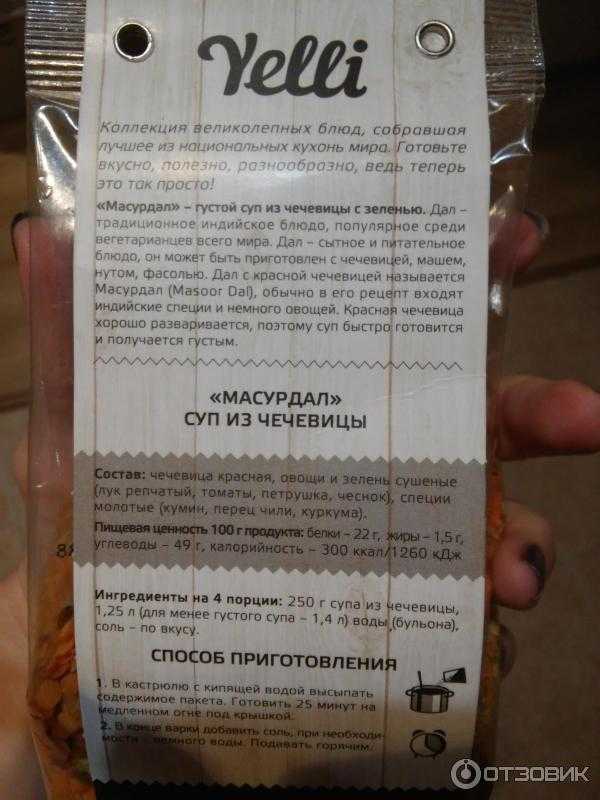 Yelli
Коллекция великолепных блюд, собравшая
лучшее из национальных кухонь мира. Готовьте
вкусно, полезно, разнообразно, ведь теперь
это так просто!
«Масурдал» – густой суп из чечевицы с зеленью. Дал –
традиционное индийское блюдо, популярное среди
вегетарианцев всего мира. Дал – сытное и питательное
блюдо, он может быть приготовлен с чечевицей, машем,
нутом, фасолью. Дал с красной чечевицей называется
Масурдал (Masoor Dal), обычно в его рецепт входят
индийские специи и немного овощей. Красная чечевица
хорошо разваривается, поэтому суп быстро готовится
и получается густым.
«МАСУРДАЛ»
СУП ИЗ ЧЕЧЕВИЦЫ
Состав: чечевица красная, овощи и зелень сушеные
(лук репчатый, томаты, петрушка, чеснок), специи
молотые (кумин, перец чили, куркума).
Пищевая ценность 100 г продукта: белки – 22 г, жиры – 1,5 г,
углеводы – 49 г, калорийность – 300 ккал/1260 кДж
Ингредиенты на 4 порции: 250 г супа из чечевицы,
1,25 л (для менее густого супа – 1,4 л) воды (бульона),
соль – по вкусу.
СПОСОБ ПРИГОТОВЛЕНИЯ
1. В кастрюлю с кипящей водой высыпать
содержимое пакета. Готовить 25 минут на
медленном огне под крышкой.
2. В конце варки добавить соль, при необходи-
мости – немного воды. Подавать горячим.
ОТЗОВИК